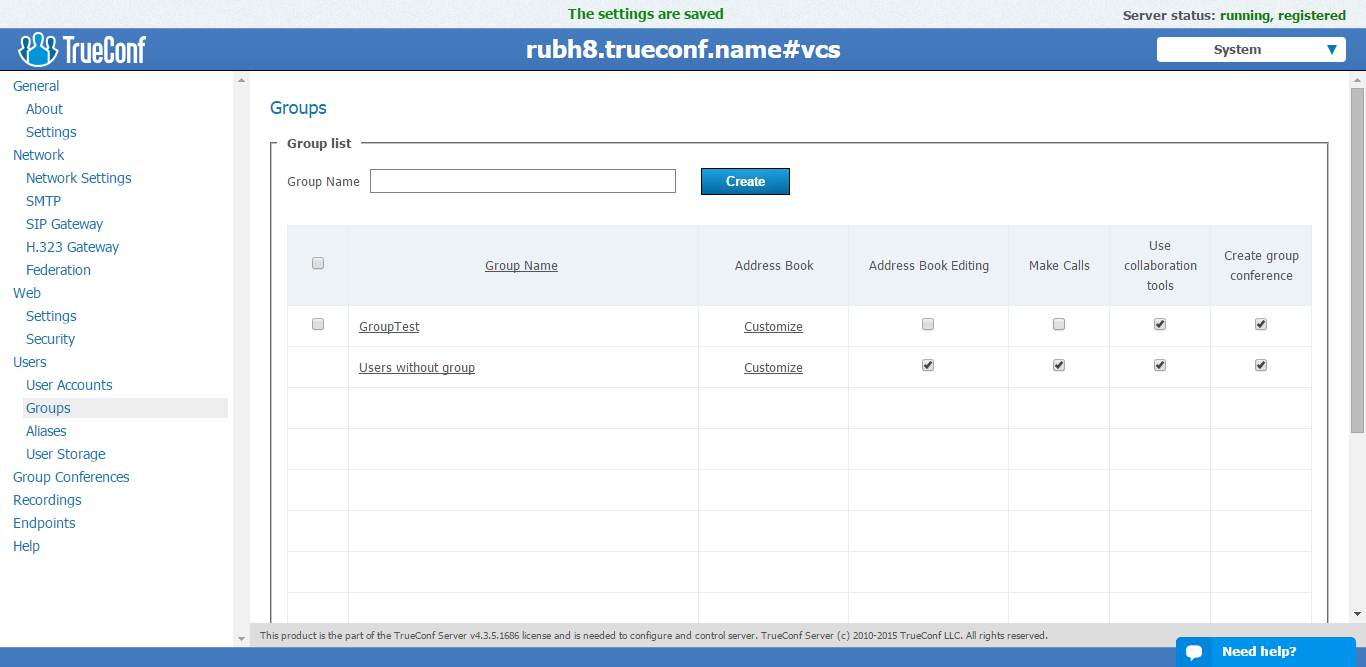 The settings are saved
Server status: running, registered
TrueConf
rubh8.trueconf.name#vcs
System
General
About
Settings
Network
Network Settings
SMTP
SIP Gateway
H.323 Gateway
Federation
Web
Settings
Security
Users
User Accounts
Groups
Aliases
User Storage
Group Conferences
Recordings
Endpoints
Help
Groups
Group list
Group Name
Create
Group Name
Address Book
Address Book Editing
Make Calls
Use
collaboration
tools
Create group
conference
GroupTest
Customize
Users without group
Customize
This product is the part of the TrueConf Server v4.3.5.1686 license and is needed to configure and control server. TrueConf Server (c) 2010-2015 TrueConf LLC. All rights reserved.
Need help?